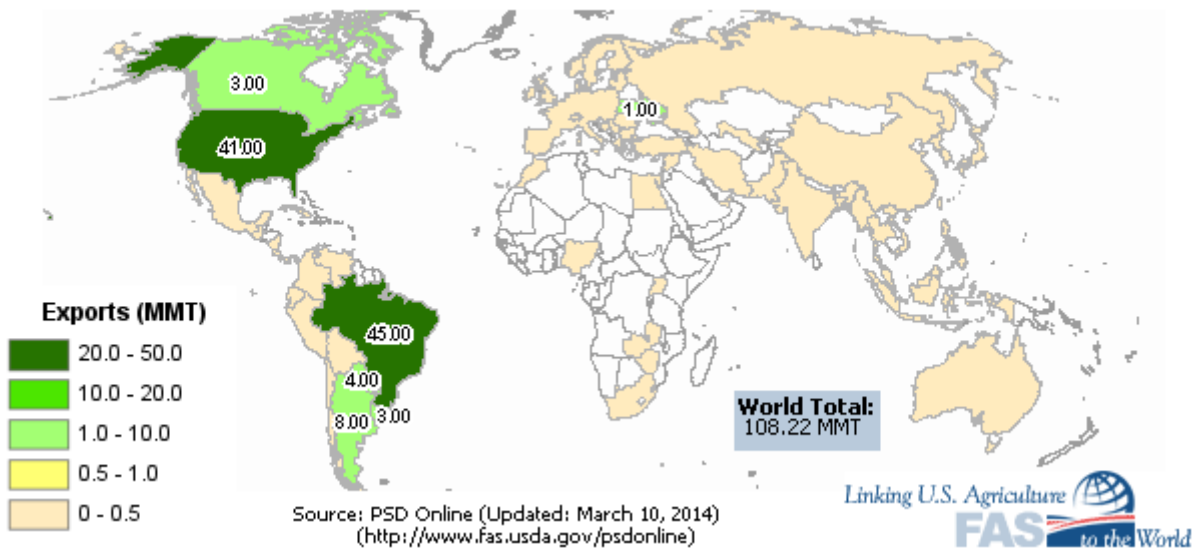 3.00
1.00
41.00
45.00
4.00
8.00
3.00
Exports (MMT)
20.0 - 50.0
10.0 - 20.0
1.0 - 10.0
0.5 - 1.0
0 - 0.5
World Total:
108.22 MMT
Source: PSD Online (Updated: March 10, 2014)
(http://www.fas.usda.gov/psdonline)
Linking U.S. Agriculture
FAS to the World